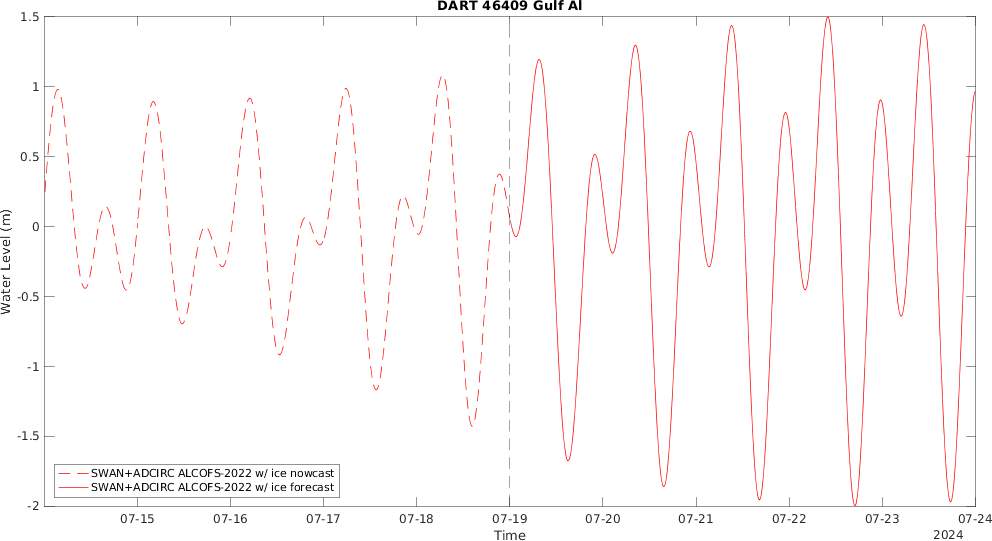 DART 46409 Gulf Al
1.5
1
0.5
0
-0.5
-1
-1.5
-2
Water Level (m)
SWAN+ADCIRC ALCOFS-2022 w/ ice nowcast
SWAN+ADCIRC ALCOFS-2022 w/ ice forecast
07-15 07-16 07-17 07-18 07-19 07-20 07-21 07-22 07-23 07-24
Time
2024